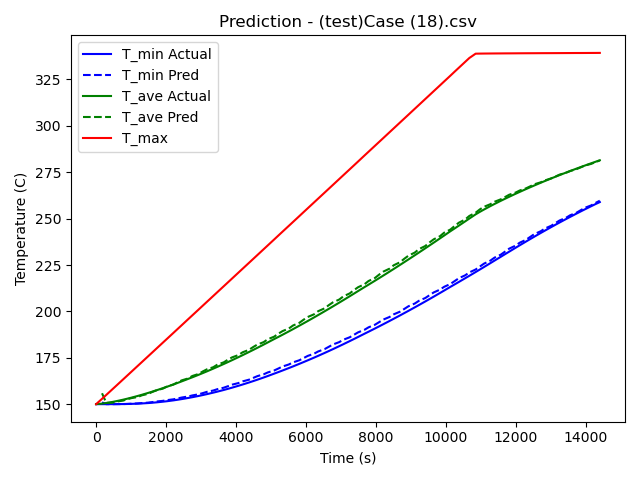 Prediction - (test)Case (18).csv
T_min Actual
T_min Pred
T_ave Actual
T_ave Pred
T_max
Temperature (C)
325
300
275
250
225
200
175
150
0 2000 4000 6000 8000 10000 12000 14000
Time (s)